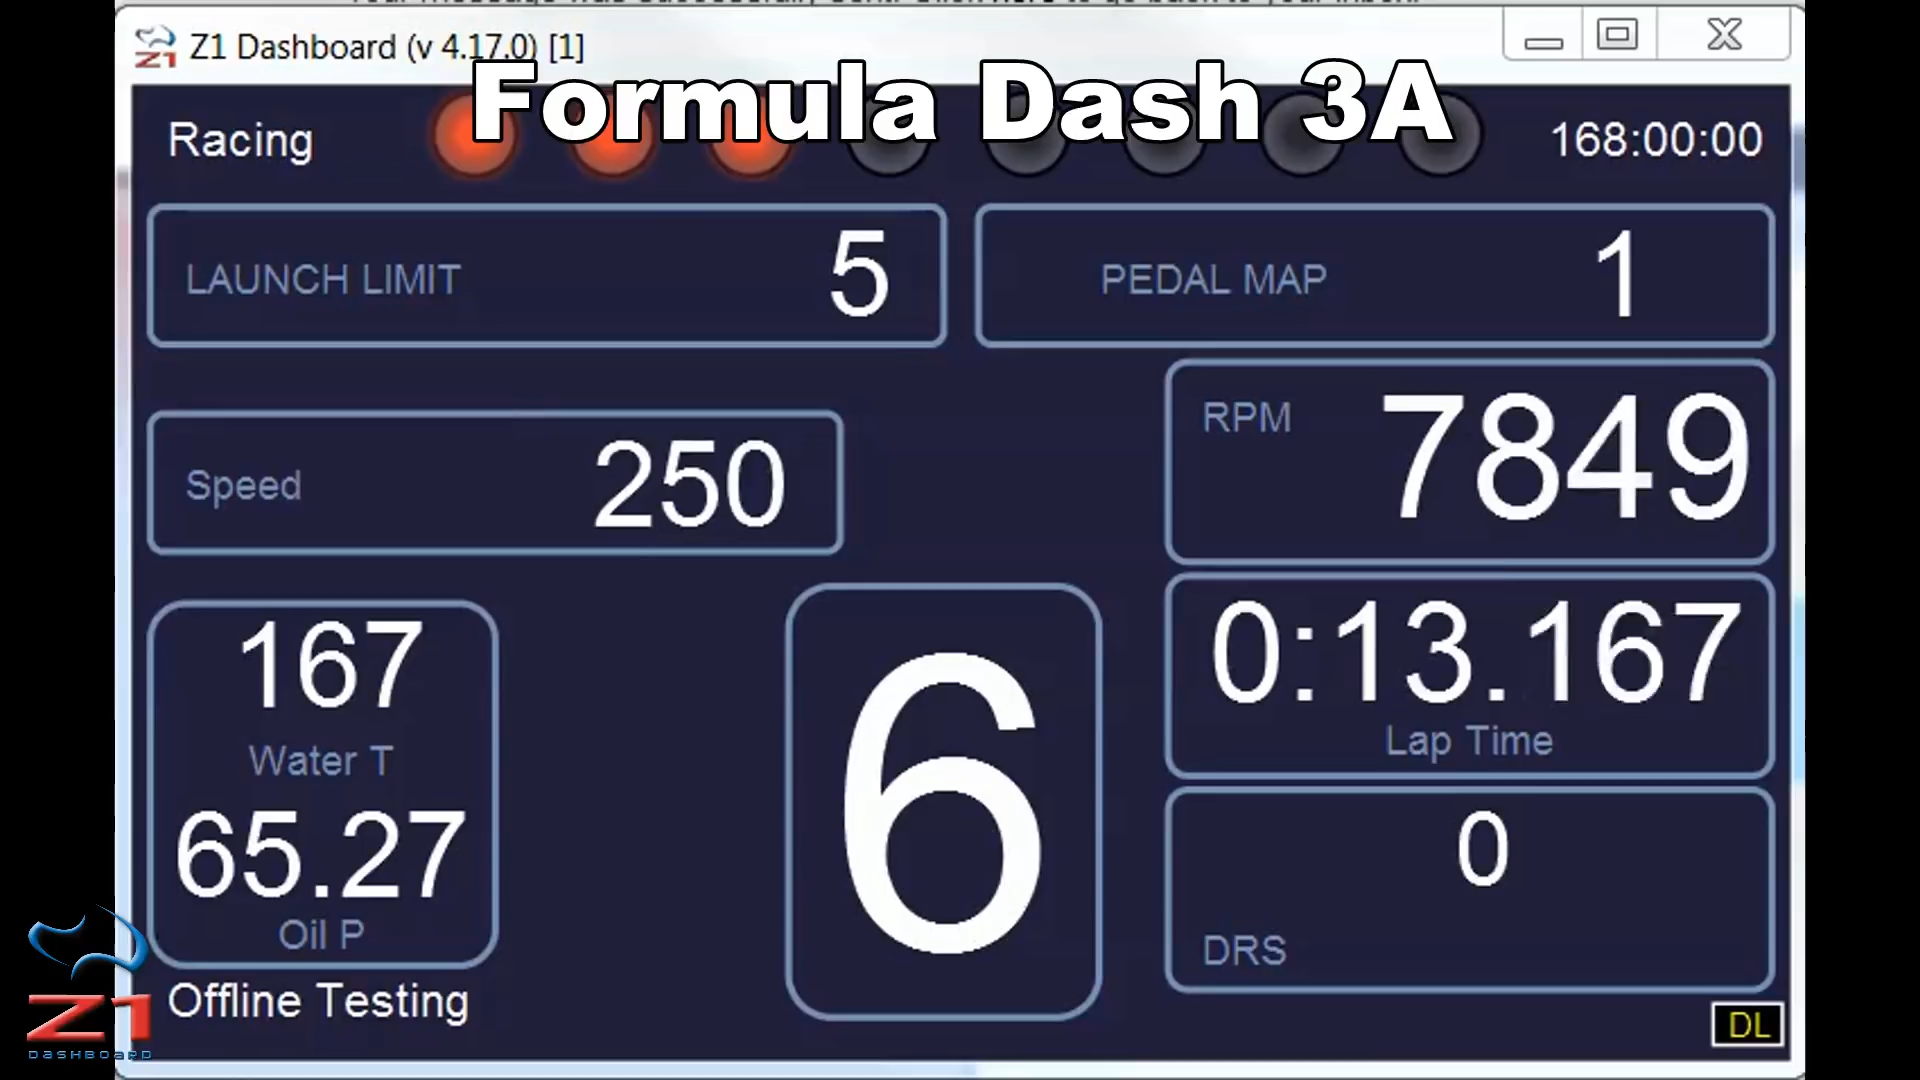 Z1 Dashboard (v 4.17.0) [1]
Formula Dash 3A
Racing
168:00:00
LAUNCH LIMIT 5
PEDAL MAP 1
Speed 250
RPM 7849
167
Water T
65.27
Oil P
6
0:13.167
Lap Time
0
DRS
Offline Testing
DL
Z1
DASHBOARD